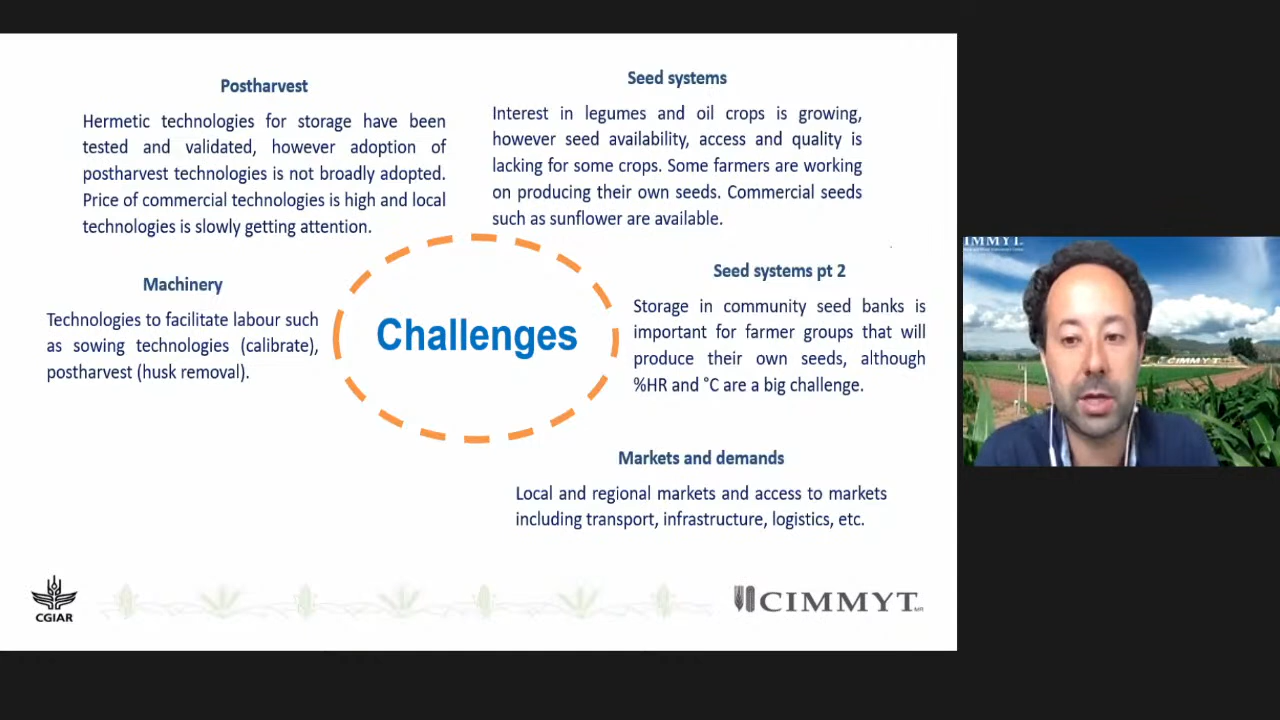 Postharvest
Hermetic technologies for storage have been
tested and validated, however adoption of
postharvest technologies is not broadly adopted.
Price of commercial technologies is high and local
technologies is slowly getting attention.
Seed systems
Interest in legumes and oil crops is growing,
however seed availability, access and quality is
lacking for some crops. Some farmers are working
on producing their own seeds. Commercial seeds
such as sunflower are available.
Machinery
Technologies to facilitate labour such
as sowing technologies (calibrate),
postharvest (husk removal).
Challenges
Seed systems pt 2
Storage in community seed banks is
important for farmer groups that will
produce their own seeds, although
%HR and °C are a big challenge.
Markets and demands
Local and regional markets and access to markets
including transport, infrastructure, logistics, etc.
CGIAR
CIMMYT
MR
IMMYT
CIMMYT